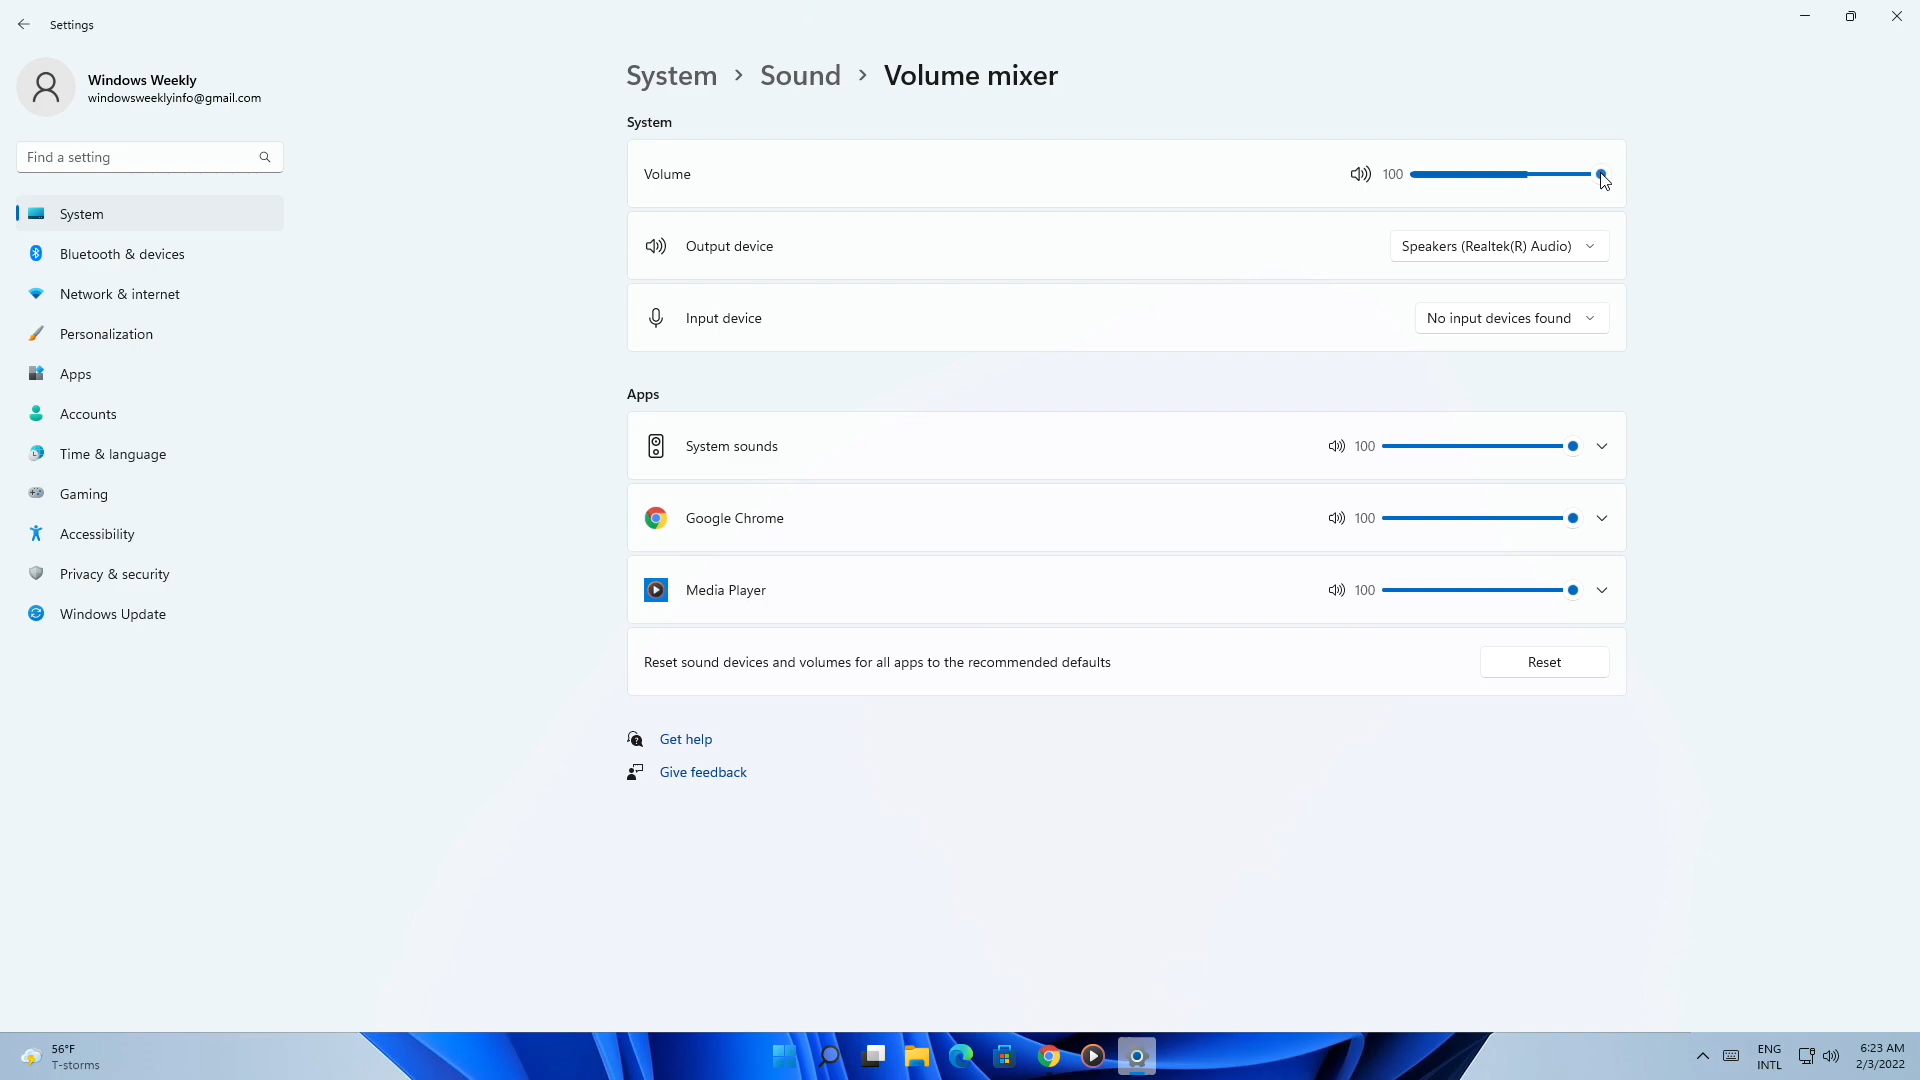 Settings
Windows Weekly
windowsweeklyinfo@gmail.com
Find a setting
System
Bluetooth & devices
Network & internet
Personalization
Apps
Accounts
Time & language
Gaming
Accessibility
Privacy & security
Windows Update
System > Sound > Volume mixer
System
Volume 100
Output device Speakers (Realtek(R) Audio)
Input device No input devices found
Apps
System sounds 100
Google Chrome 100
Media Player 100
Reset sound devices and volumes for all apps to the recommended defaults Reset
Get help
Give feedback
56°F
T-storms
ENG
INTL
6:23 AM
2/3/2022